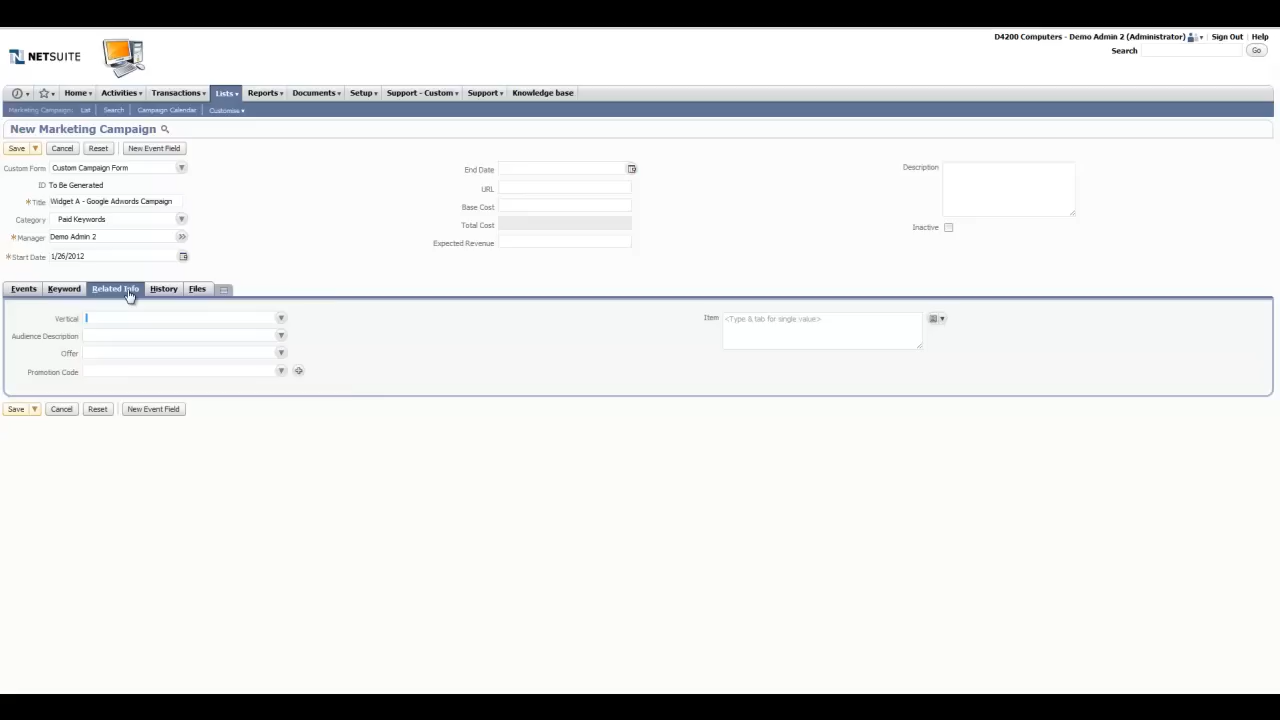 D4200 Computers - Demo Admin 2 (Administrator) Sign Out Help
NETSUITE
Search Go
Home Activities Transactions Lists Reports Documents Setup Support - Custom Support Knowledge base
Marketing Campaigns List Search Campaign Calendar Customise
New Marketing Campaign
Save Cancel Reset New Event Field
Custom Form Custom Campaign Form
ID To Be Generated
*Title Widget A - Google Adwords Campaign
Category Paid Keywords
*Manager Demo Admin 2
*Start Date 1/26/2012
End Date
URL
Base Cost
Total Cost
Expected Revenue
Description
Inactive
Events Keyword Related Info History Files
Vertical
Audience Description
Offer
Promotion Code
Item <Type & tab for single value>
Save Cancel Reset New Event Field